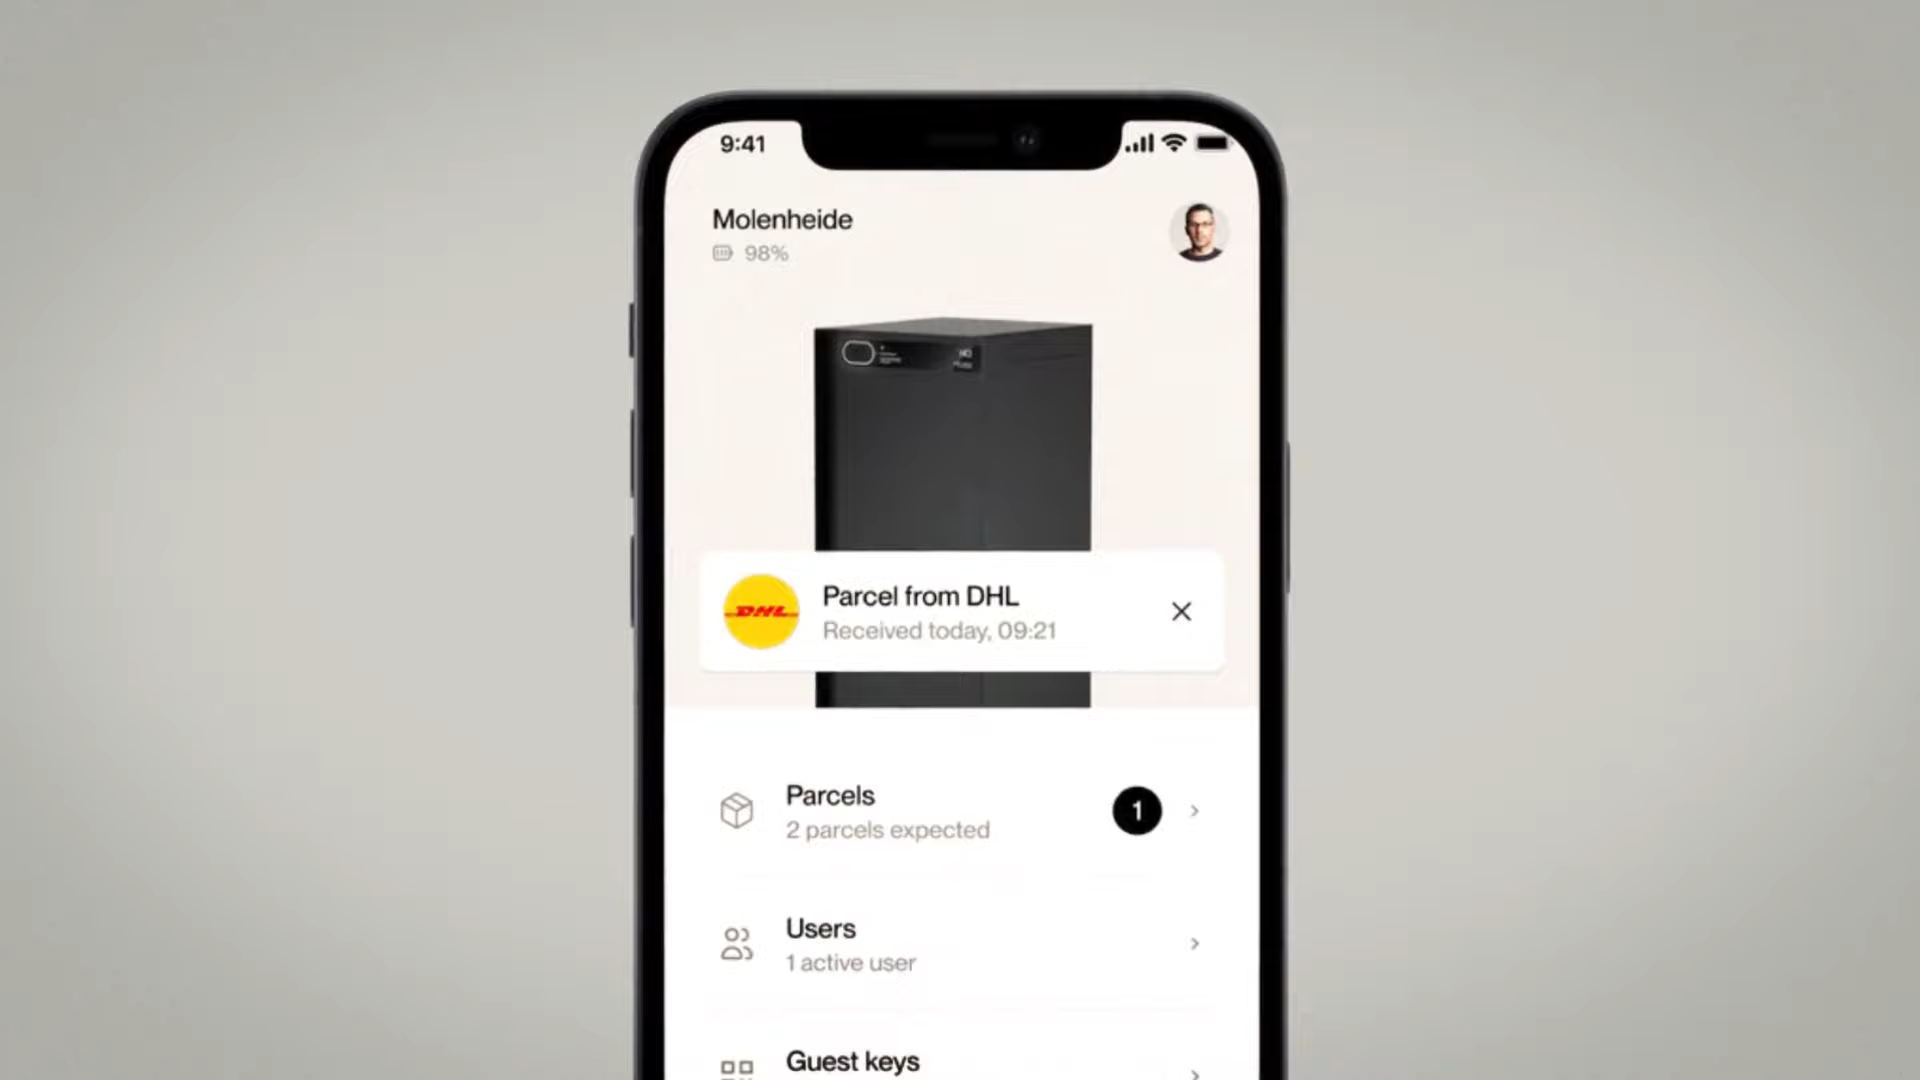 9:41
Molenheide
98%
DHL
Parcel from DHL
Received today, 09:21
Parcels
2 parcels expected
1
Users
1 active user
Guest keys